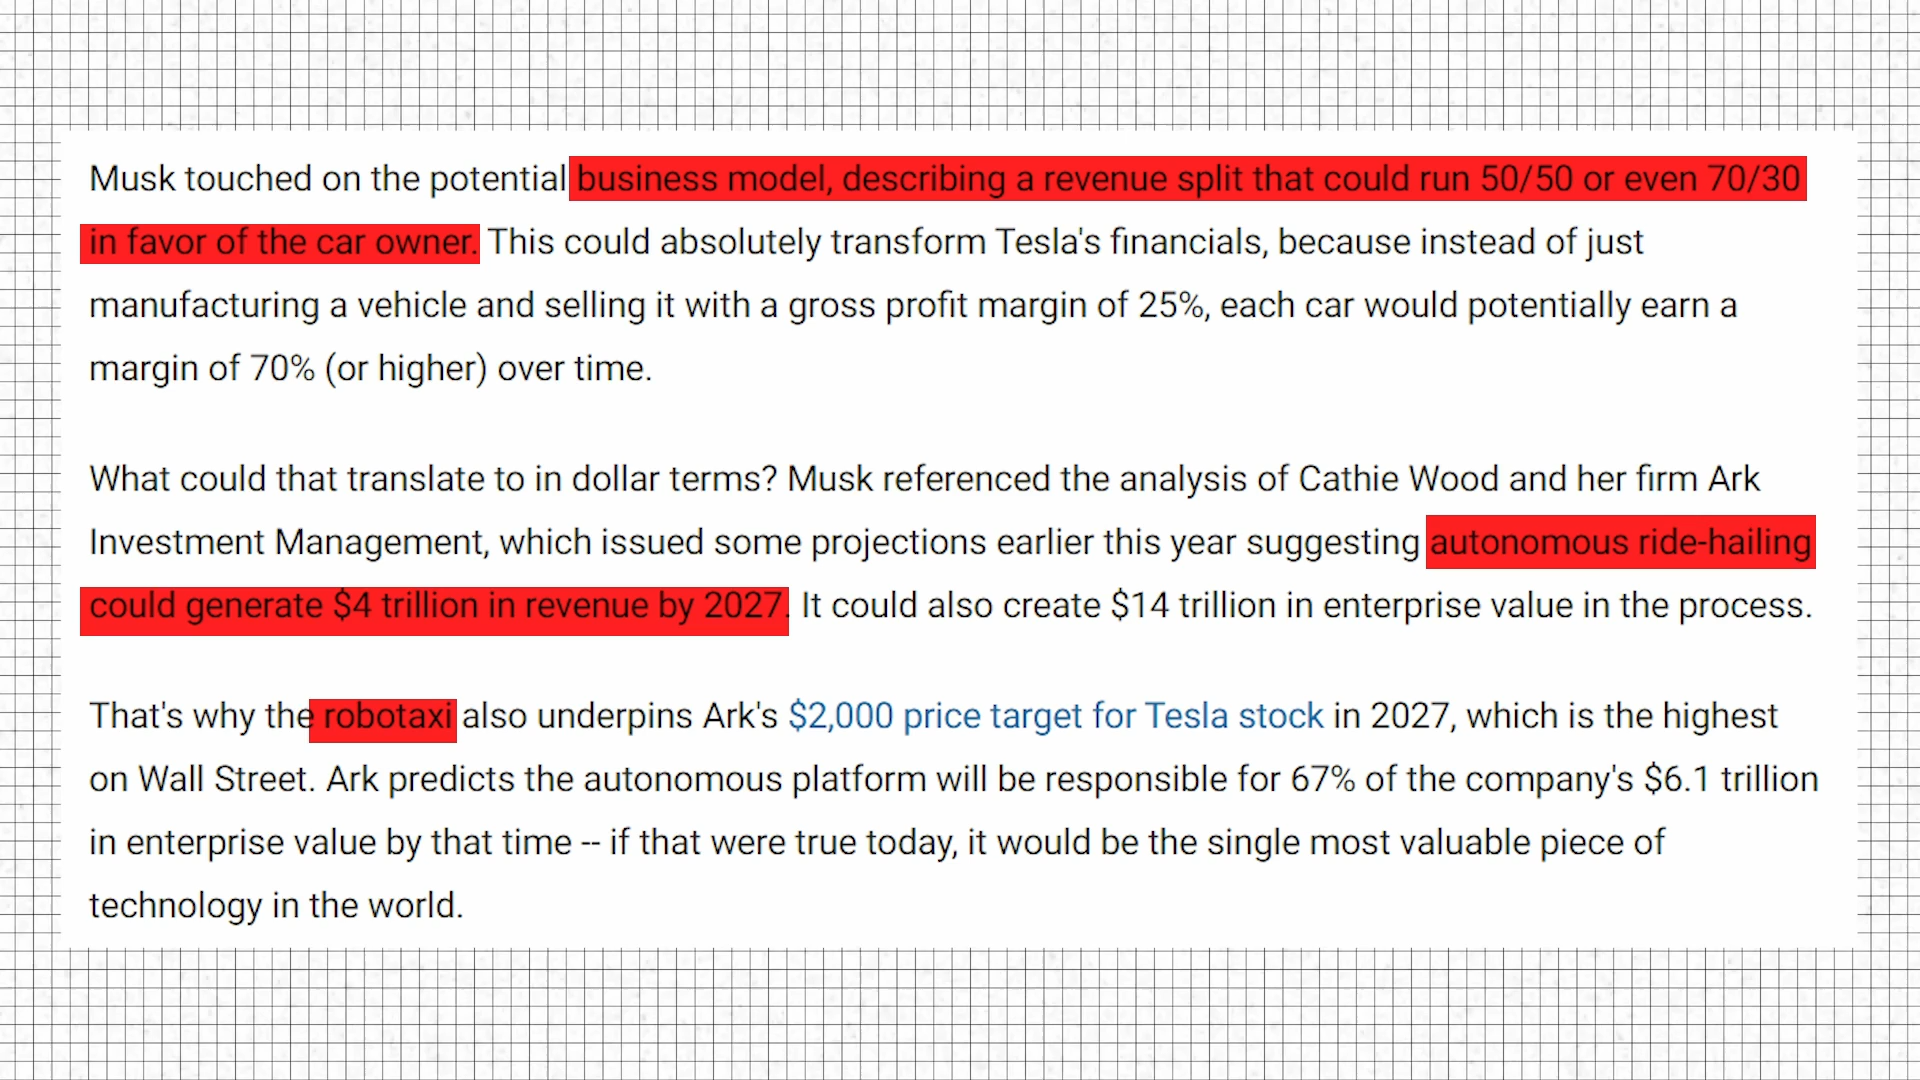 Musk touched on the potential business model, describing a revenue split that could run 50/50 or even 70/30
in favor of the car owner. This could absolutely transform Tesla's financials, because instead of just
manufacturing a vehicle and selling it with a gross profit margin of 25%, each car would potentially earn a
margin of 70% (or higher) over time.
What could that translate to in dollar terms? Musk referenced the analysis of Cathie Wood and her firm Ark
Investment Management, which issued some projections earlier this year suggesting autonomous ride-hailing
could generate $4 trillion in revenue by 2027. It could also create $14 trillion in enterprise value in the process.
That's why the robotaxi also underpins Ark's $2,000 price target for Tesla stock in 2027, which is the highest
on Wall Street. Ark predicts the autonomous platform will be responsible for 67% of the company's $6.1 trillion
in enterprise value by that time -- if that were true today, it would be the single most valuable piece of
technology in the world.